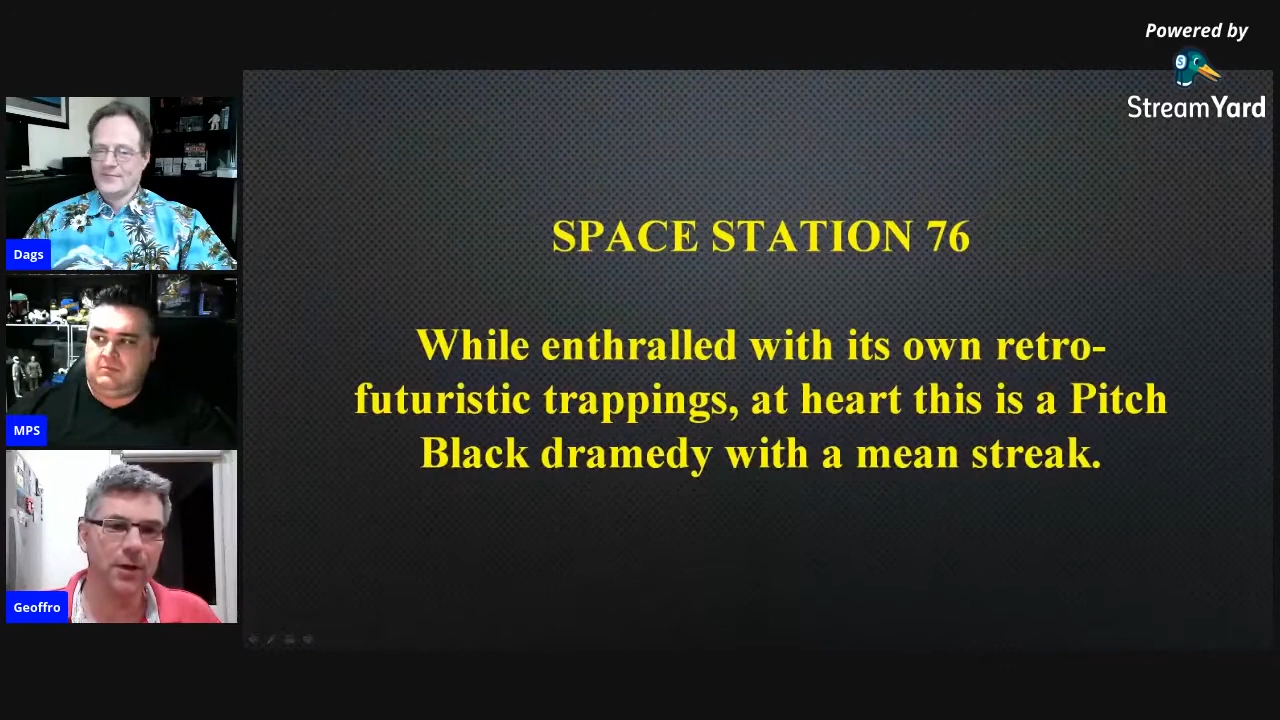 Powered by
StreamYard
Dags
MPS
Geoffro
SPACE STATION 76
While enthralled with its own retro-
futuristic trappings, at heart this is a Pitch
Black dramedy with a mean streak.